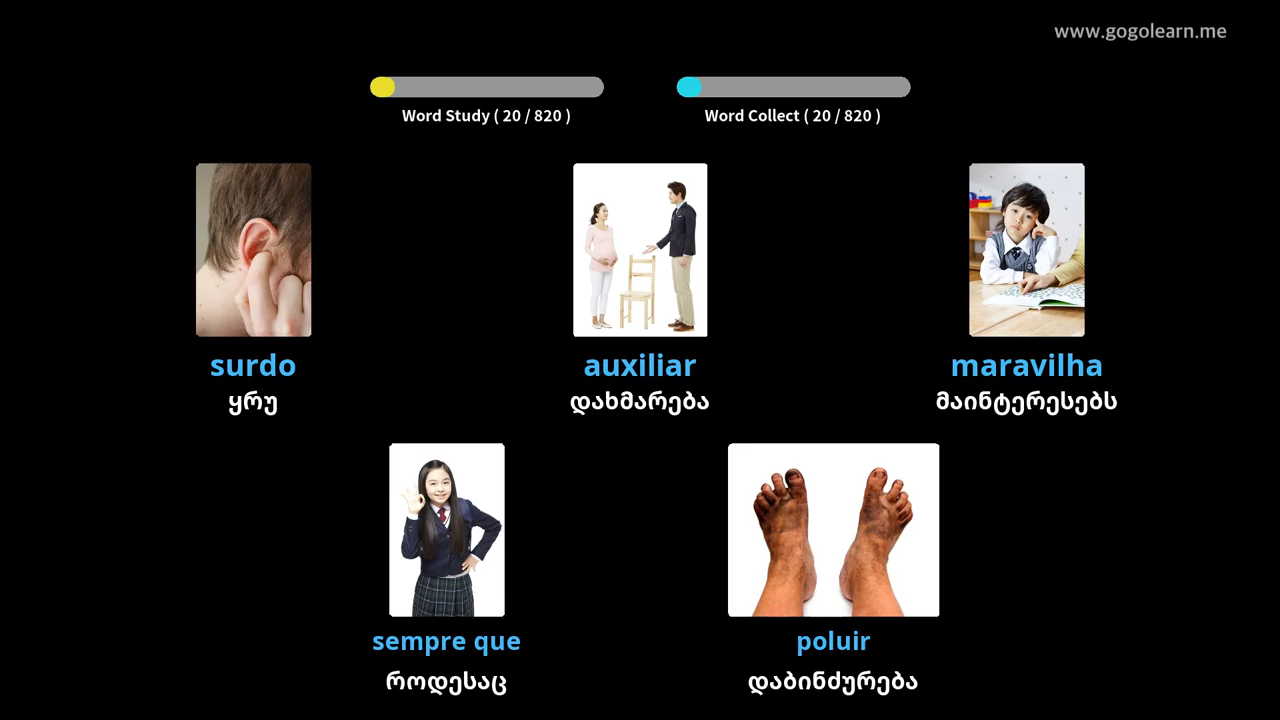 www.gogolearn.me
Word Study ( 20 / 820 )
Word Collect ( 20 / 820 )
surdo
ყრუ
auxiliar
დახმარება
maravilha
მაინტერესებს
sempre que
როდესაც
poluir
დაბინძურება